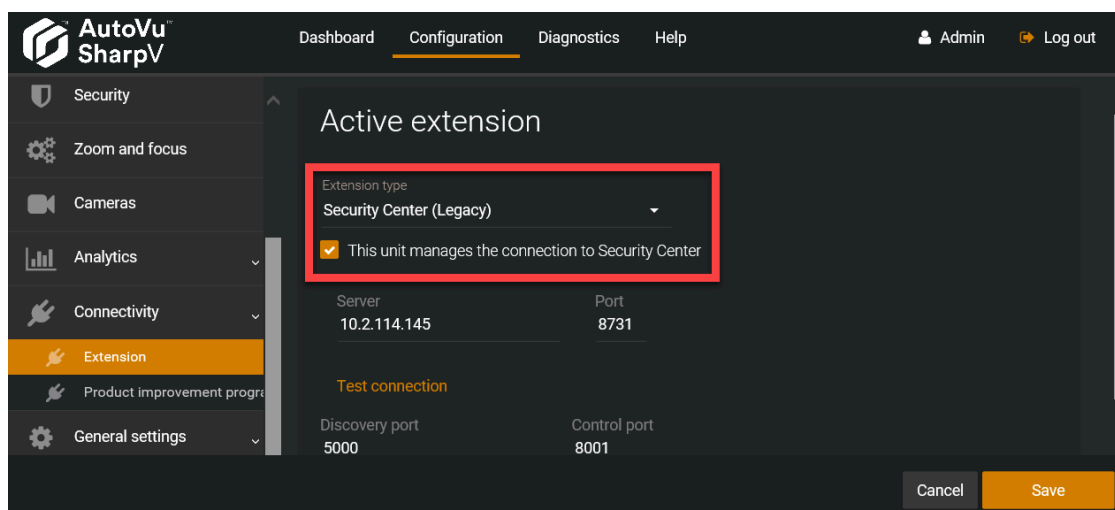 AutoVu™
SharpV
Dashboard Configuration Diagnostics Help Admin Log out
Security
Zoom and focus
Cameras
Analytics
Connectivity
Extension
Product improvement progra
General settings
Active extension
Extension type
Security Center (Legacy)
This unit manages the connection to Security Center
Server Port
10.2.114.145 8731
Test connection
Discovery port Control port
5000 8001
Cancel Save